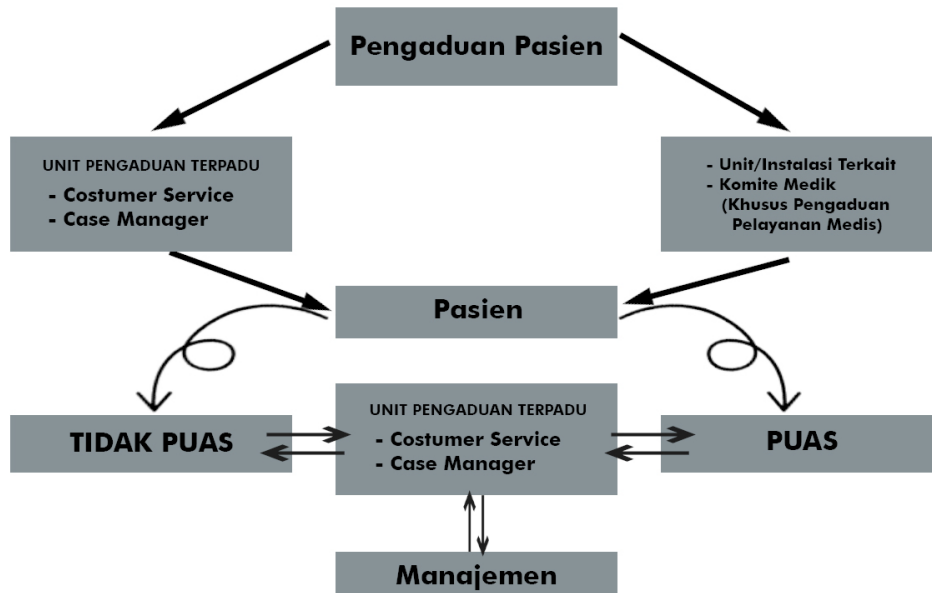 Pengaduan Pasien
UNIT PENGADUAN TERPADU
- Costumer Service
- Case Manager
- Unit/Instalasi Terkait
- Komite Medik
(Khusus Pengaduan
Pelayanan Medis)
Pasien
TIDAK PUAS
UNIT PENGADUAN TERPADU
- Costumer Service
- Case Manager
PUAS
Manajemen